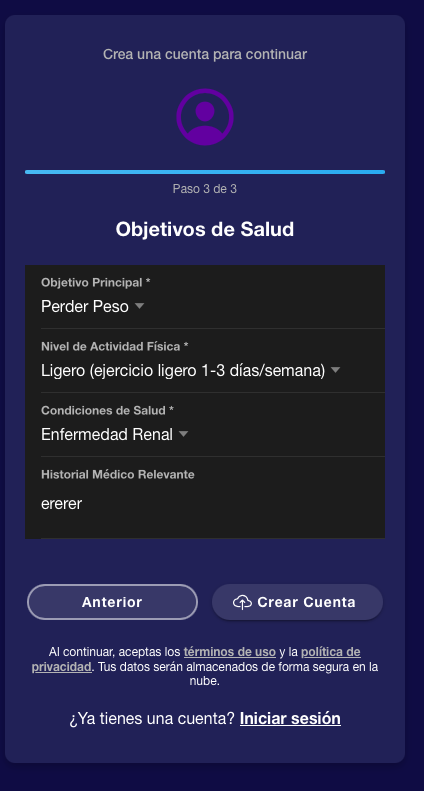 Crea una cuenta para continuar
Paso 3 de 3
Objetivos de Salud
Objetivo Principal *
Perder Peso
Nivel de Actividad Física *
Ligero (ejercicio ligero 1-3 días/semana)
Condiciones de Salud *
Enfermedad Renal
Historial Médico Relevante
ererer
Anterior
Crear Cuenta
Al continuar, aceptas los términos de uso y la política de
privacidad. Tus datos serán almacenados de forma segura en la
nube.
¿Ya tienes una cuenta? Iniciar sesión